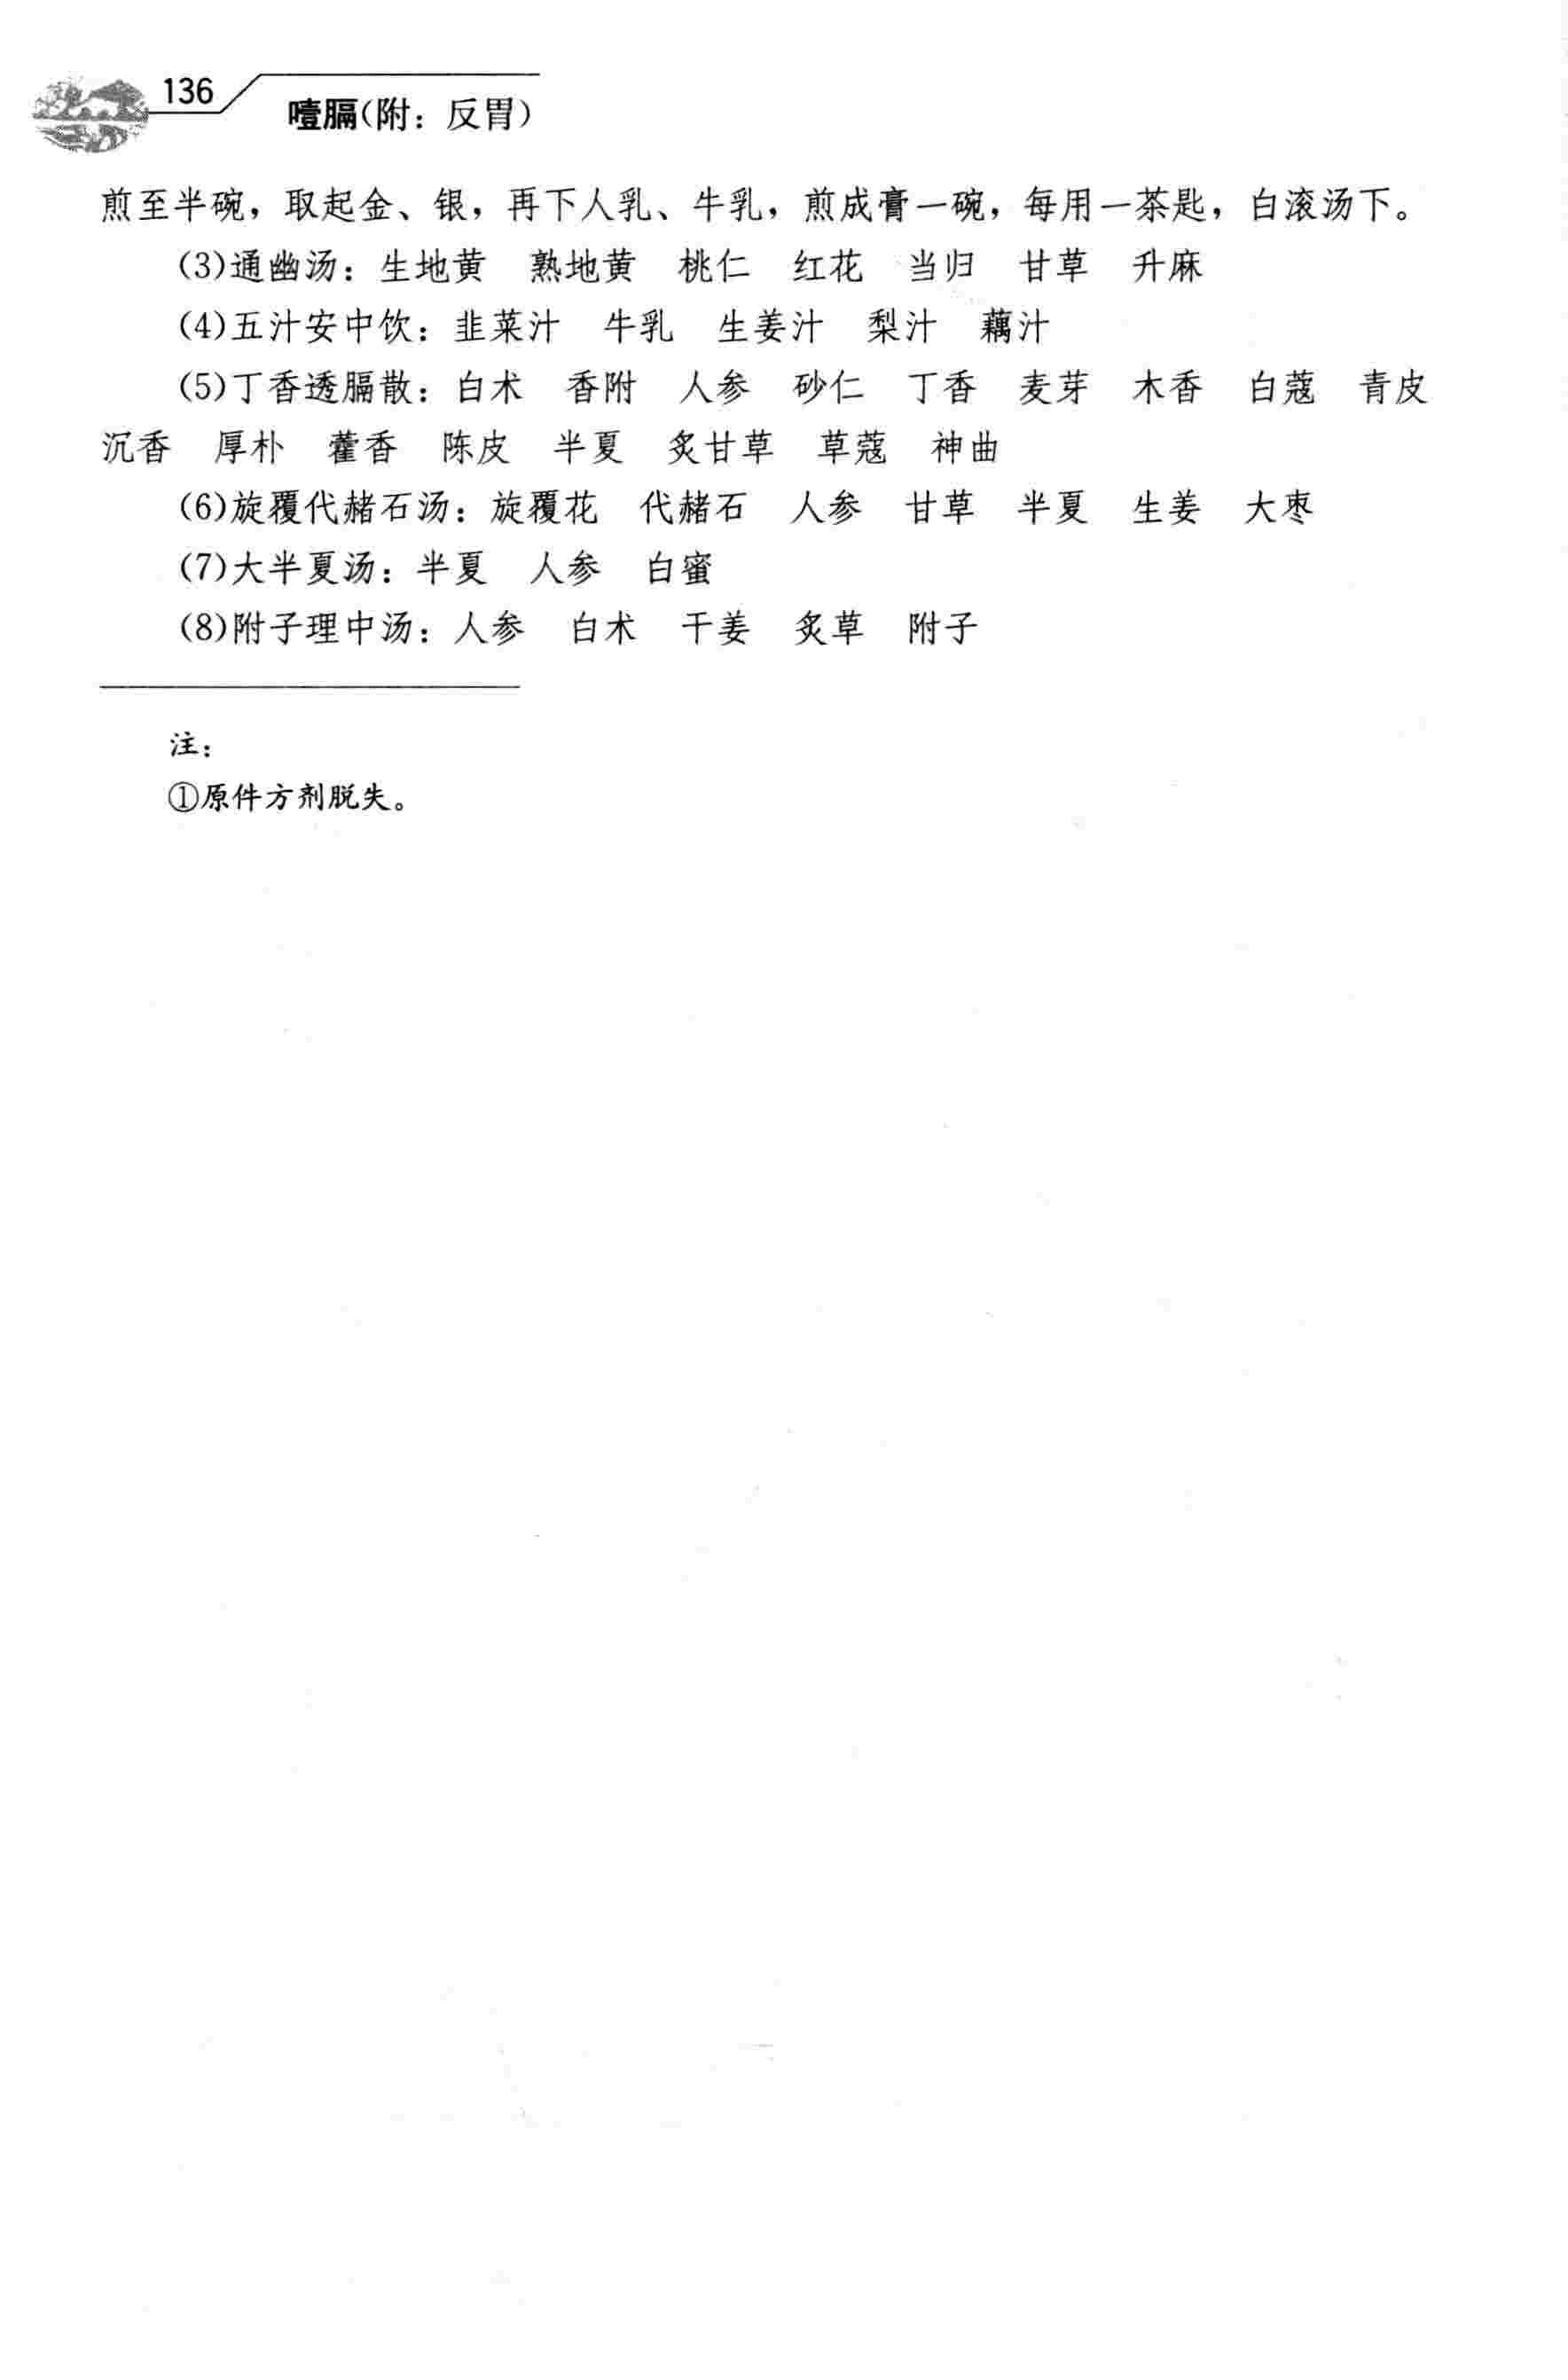 136
噎膈(附：反胃)
煎至半碗，取起金、银，再下人乳、牛乳，煎成膏一碗，每用一茶匙，白滚汤下。
(3)通幽汤：生地黄 熟地黄 桃仁 红花 当归 甘草 升麻
(4)五汁安中饮：韭菜汁 牛乳 生姜汁 梨汁 藕汁
(5)丁香透膈散：白术 香附 人参 砂仁 丁香 麦芽 木香 白蔻 青皮
沉香 厚朴 藿香 陈皮 半夏 炙甘草 草蔻 神曲
(6)旋覆代赭石汤：旋覆花 代赭石 人参 甘草 半夏 生姜 大枣
(7)大半夏汤：半夏 人参 白蜜
(8)附子理中汤：人参 白术 干姜 炙草 附子
注：
①原件方剂脱失。